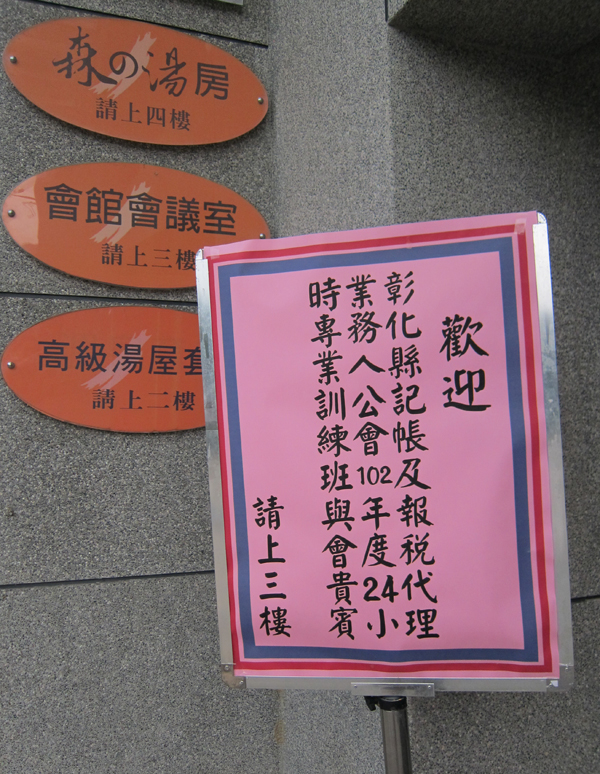 森の湯房
請上四樓
會館會議室
請上三樓
高級湯屋套
請上二樓
歡迎
彰化縣記帳及報稅代理
業務人公會102年度24小
時專業訓練班與會貴賓
請上三樓